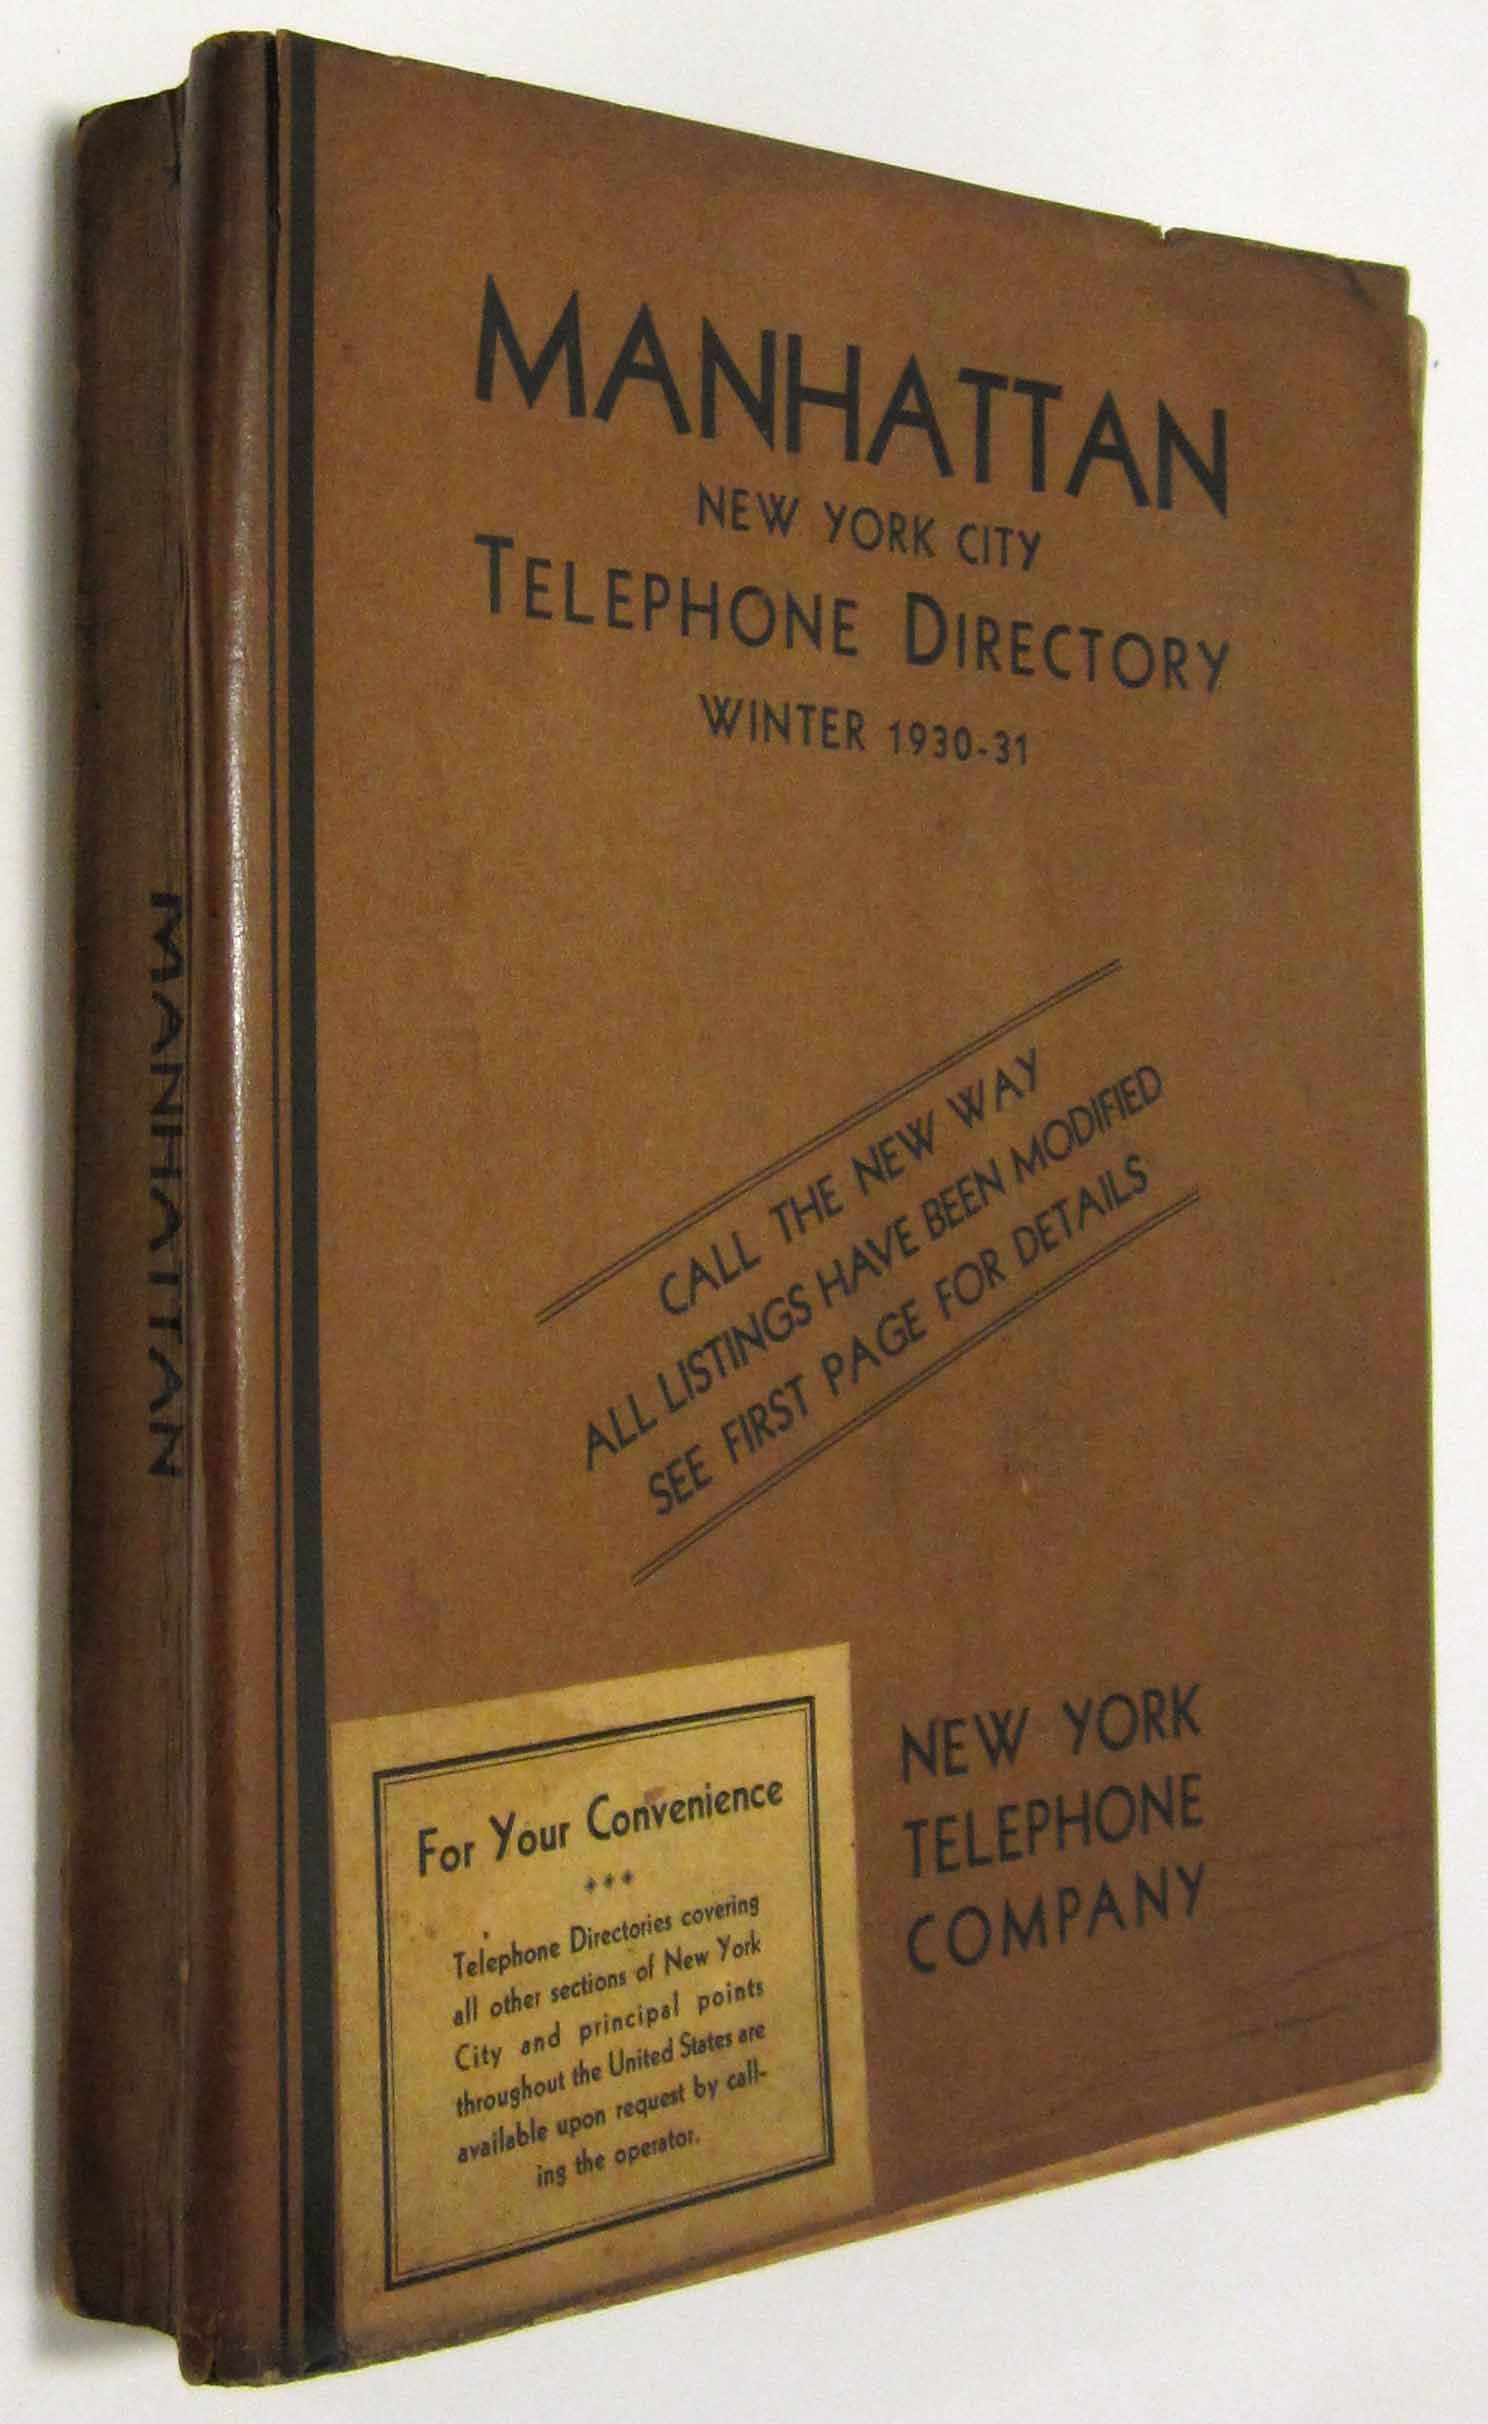 MANHATTAN
MANHATTAN
NEW YORK CITY
TELEPHONE DIRECTORY
WINTER 1930-31
CALL THE NEW WAY
ALL LISTINGS HAVE BEEN MODIFIED
SEE FIRST PAGE FOR DETAILS
For Your Convenience
Telephone Directories covering
all other sections of New York
City and principal points
throughout the United States are
available upon request by call-
ing the operator.
NEW YORK
TELEPHONE
COMPANY